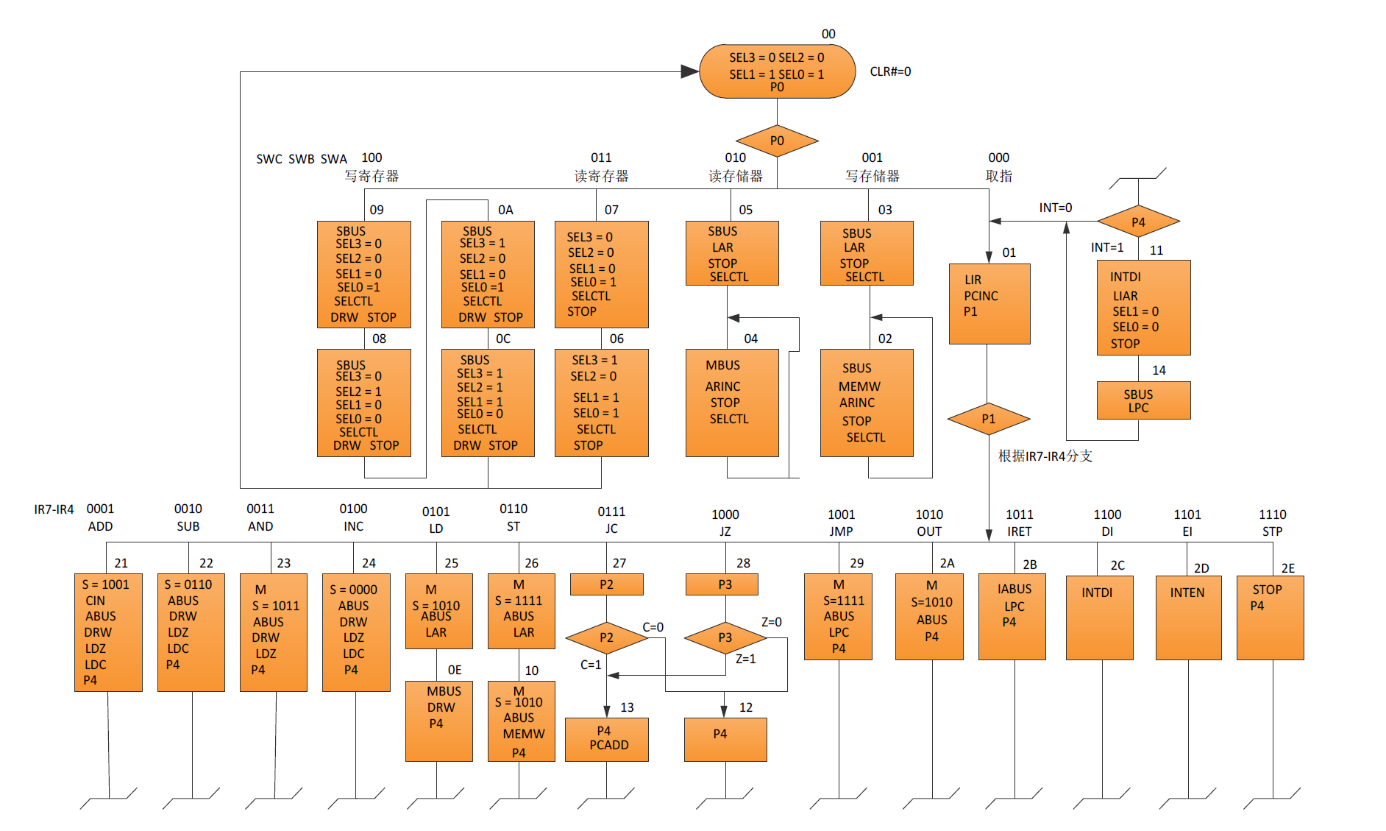 00
SEL3 = 0 SEL2 = 0
SEL1 = 1 SEL0 = 1
P0
CLR#=0
P0
SWC SWB SWA
100
写寄存器
011
读寄存器
010
读存储器
001
写存储器
000
取指
09
SBUS
SEL3 = 0
SEL2 = 0
SEL1 = 0
SEL0 =1
SELCTL
DRW STOP
08
SBUS
SEL3 = 0
SEL2 = 1
SEL1 = 0
SEL0 = 0
SELCTL
DRW STOP
0A
SBUS
SEL3 = 1
SEL2 = 0
SEL1 = 0
SEL0 =1
SELCTL
DRW STOP
0C
SBUS
SEL3 = 1
SEL2 = 1
SEL1 = 1
SEL0 = 0
SELCTL
DRW STOP
07
SEL3 = 0
SEL2 = 0
SEL1 = 0
SEL0 = 1
SELCTL
STOP
06
SEL3 = 1
SEL2 = 0
SEL1 = 1
SEL0 = 1
SELCTL
STOP
05
SBUS
LAR
STOP
SELCTL
04
MBUS
ARINC
STOP
SELCTL
03
SBUS
LAR
STOP
SELCTL
02
SBUS
MEMW
ARINC
STOP
SELCTL
01
LIR
PCINC
P1
P1
根据IR7-IR4分支
INT=0
P4
INT=1
11
INTDI
LIAR
SEL1 = 0
SEL0 = 0
STOP
14
SBUS
LPC
IR7-IR4
0001
ADD
0010
SUB
0011
AND
0100
INC
0101
LD
0110
ST
0111
JC
1000
JZ
1001
JMP
1010
OUT
1011
IRET
1100
DI
1101
EI
1110
STP
21
S = 1001
CIN
ABUS
DRW
LDZ
LDC
P4
22
S = 0110
ABUS
DRW
LDZ
LDC
P4
23
M
S = 1011
ABUS
DRW
LDZ
P4
24
S = 0000
ABUS
DRW
LDZ
LDC
P4
25
M
S = 1010
ABUS
LAR
0E
MBUS
DRW
P4
26
M
S = 1111
ABUS
LAR
10
M
S = 1010
ABUS
MEMW
P4
27
P2
P2
C=0
C=1
13
P4
PCADD
28
P3
P3
Z=0
Z=1
12
P4
29
M
S=1111
ABUS
LPC
P4
2A
M
S=1010
ABUS
P4
2B
IABUS
LPC
P4
2C
INTDI
2D
INTEN
2E
STOP
P4